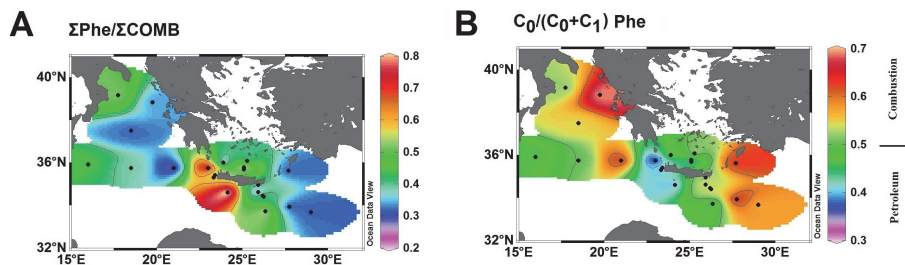 A ΣPhe/ΣCOMB
40°N
36°N
32°N
15°E 20°E 25°E 30°E
0.8
0.7
0.6
0.5
0.4
0.3
0.2
Ocean Data View
B C₀/(C₀+C₁) Phe
40°N
36°N
32°N
15°E 20°E 25°E 30°E
0.7
0.6
0.5
0.4
0.3
Ocean Data View
Combustion
Petroleum